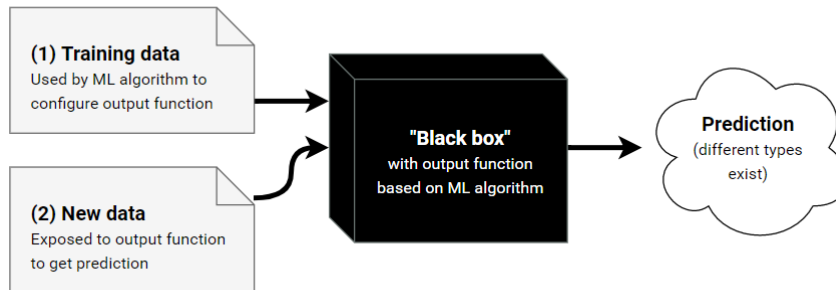 (1) Training data
Used by ML algorithm to
configure output function
"Black box"
with output function
based on ML algorithm
Prediction
(different types
exist)
(2) New data
Exposed to output function
to get prediction